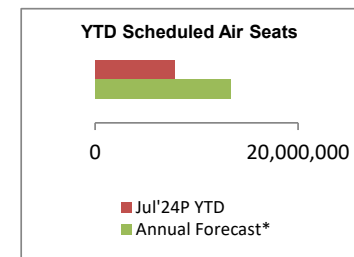 YTD Scheduled Air Seats
0 20,000,000
Jul'24P YTD
Annual Forecast*